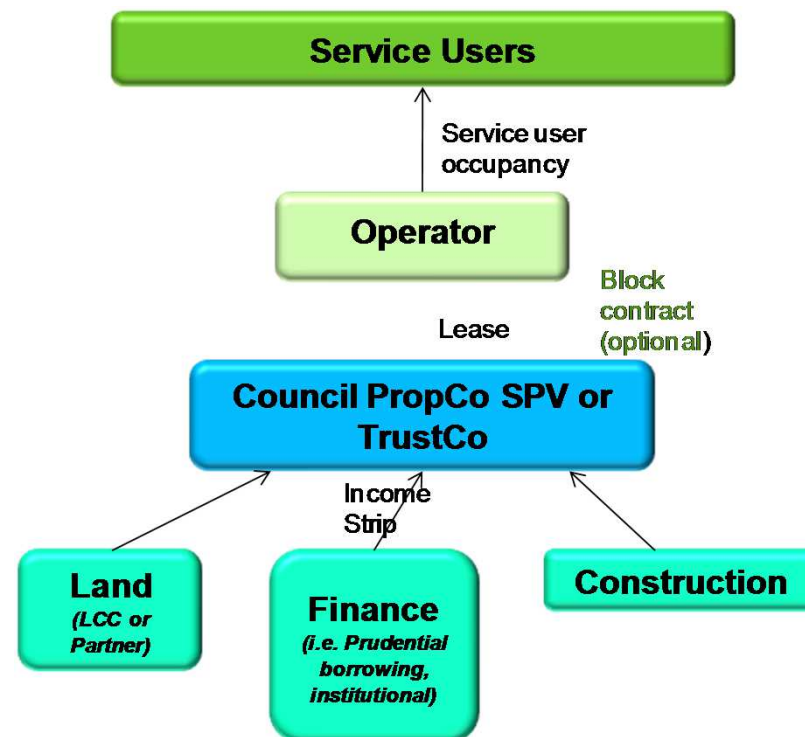 Service Users
Service user
occupancy
Operator
Block
contract
(optional)
Lease
Council PropCo SPV or
TrustCo
Income
Strip
Land
(LCC or
Partner)
Finance
(i.e. Prudential
borrowing,
institutional)
Construction